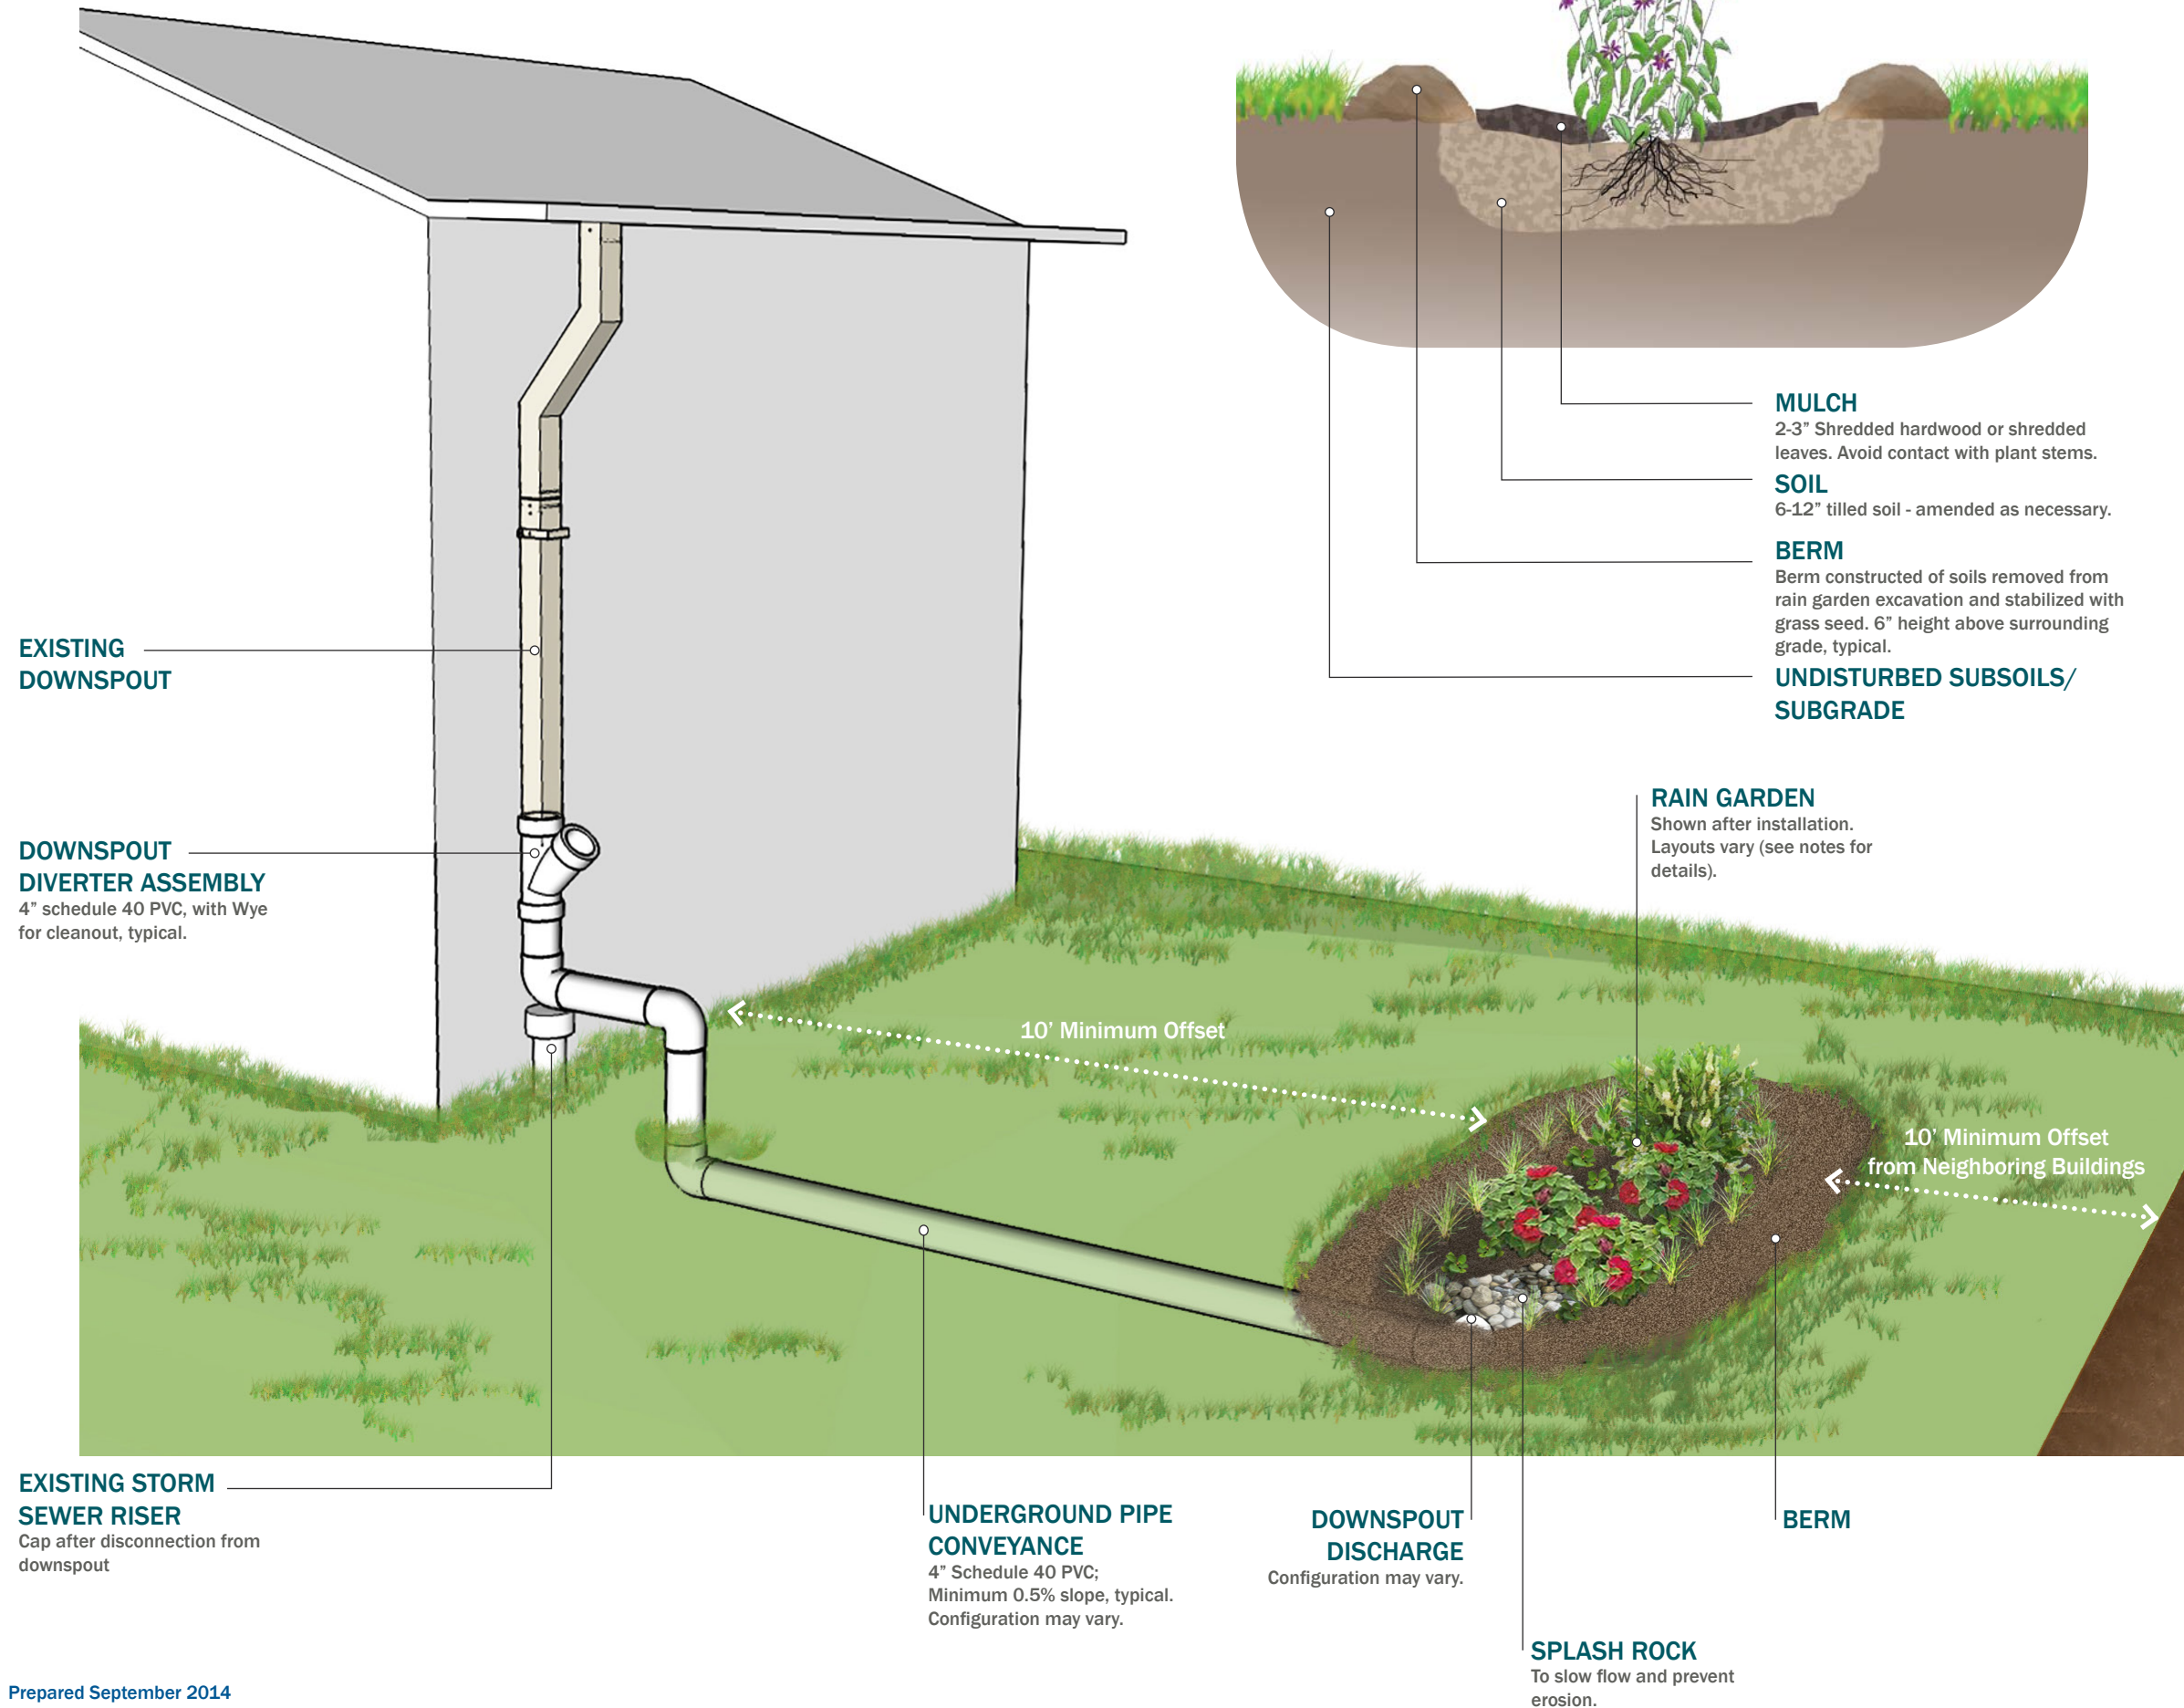 MULCH
2-3” Shredded hardwood or shredded
leaves. Avoid contact with plant stems.
SOIL
6-12” tilled soil - amended as necessary.
BERM
Berm constructed of soils removed from
rain garden excavation and stabilized with
grass seed. 6” height above surrounding
grade, typical.
UNDISTURBED SUBSOILS/
SUBGRADE
EXISTING
DOWNSPOUT
DOWNSPOUT
DIVERTER ASSEMBLY
4” schedule 40 PVC, with Wye
for cleanout, typical.
RAIN GARDEN
Shown after installation.
Layouts vary (see notes for
details).
10’ Minimum Offset
10’ Minimum Offset
from Neighboring Buildings
EXISTING STORM
SEWER RISER
Cap after disconnection from
downspout
UNDERGROUND PIPE
CONVEYANCE
4” Schedule 40 PVC;
Minimum 0.5% slope, typical.
Configuration may vary.
DOWNSPOUT
DISCHARGE
Configuration may vary.
BERM
SPLASH ROCK
To slow flow and prevent
erosion.
Prepared September 2014